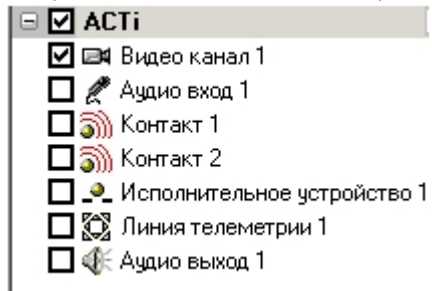 ACTi
Видео канал 1
Аудио вход 1
Контакт 1
Контакт 2
Исполнительное устройство 1
Линия телеметрии 1
Аудио выход 1